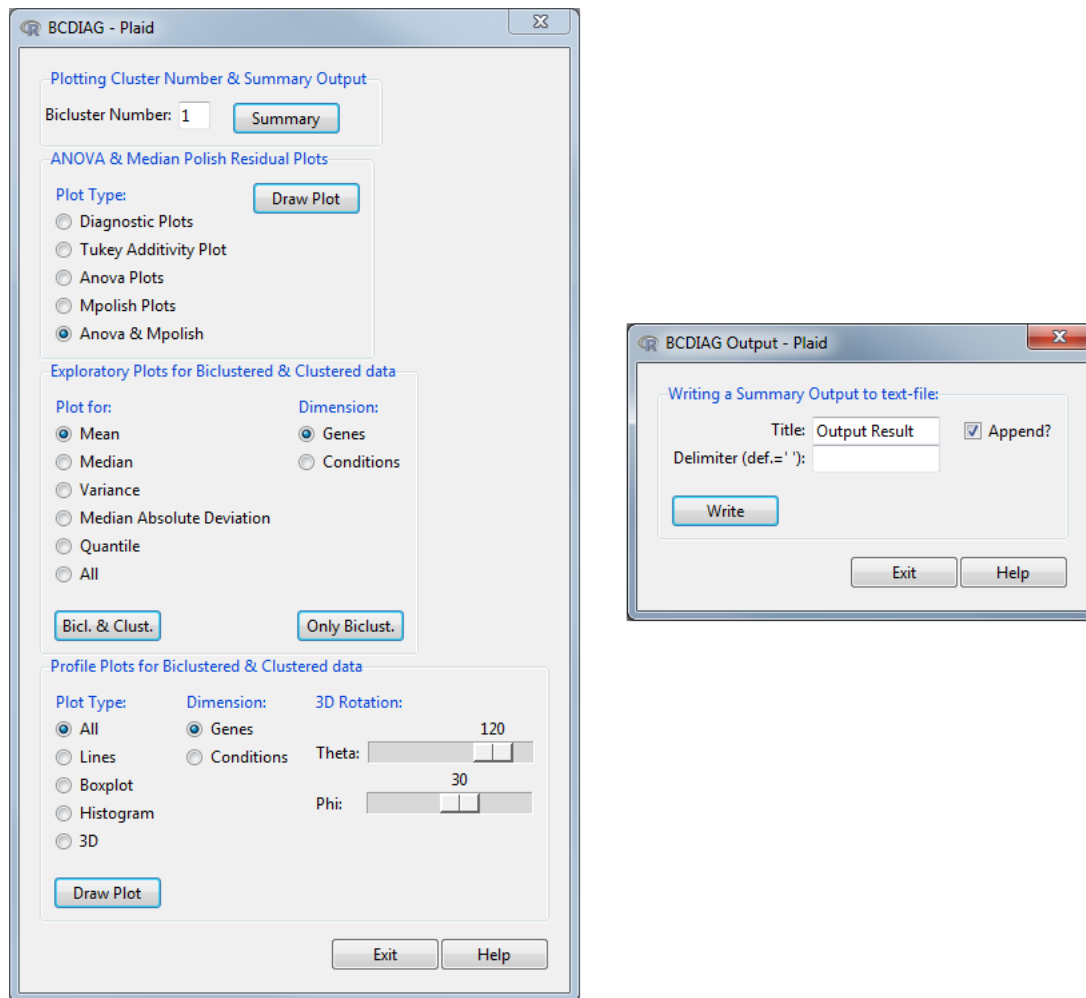 BCDIAG - Plaid
Plotting Cluster Number & Summary Output
Bicluster Number: 1 Summary
ANOVA & Median Polish Residual Plots
Plot Type: Draw Plot
Diagnostic Plots
Tukey Additivity Plot
Anova Plots
Mpolish Plots
Anova & Mpolish
Exploratory Plots for Biclustered & Clustered data
Plot for: Dimension:
Mean Genes
Median Conditions
Variance
Median Absolute Deviation
Quantile
All
Bicl. & Clust. Only Biclust.
Profile Plots for Biclustered & Clustered data
Plot Type: Dimension: 3D Rotation:
All Genes 120
Lines Conditions Theta:
Boxplot 30
Histogram Phi:
3D
Draw Plot
Exit Help
BCDIAG Output - Plaid
Writing a Summary Output to text-file:
Title: Output Result Append?
Delimiter (def.=' '):
Write
Exit Help